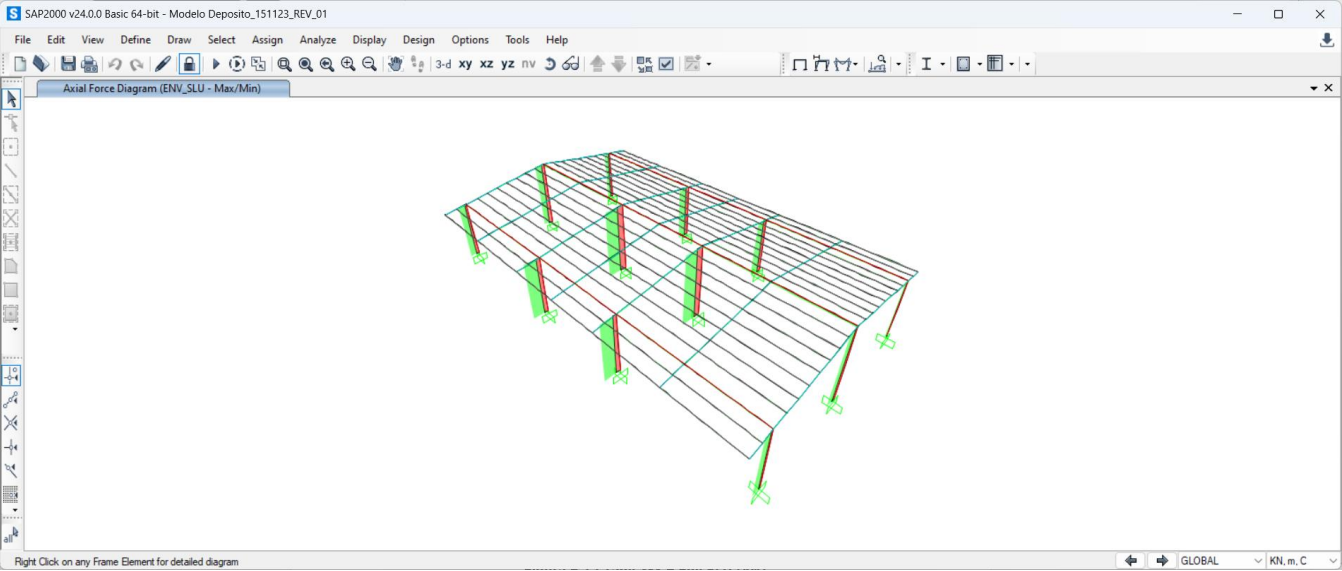 SAP2000 v24.0.0 Basic 64-bit - Modelo Deposito_151123_REV_01
File Edit View Define Draw Select Assign Analyze Display Design Options Tools Help
3-d xy xz yz nv
Axial Force Diagram (ENV_SLU - Max/Min)
all
Right Click on any Frame Element for detailed diagram
GLOBAL
KN, m, C